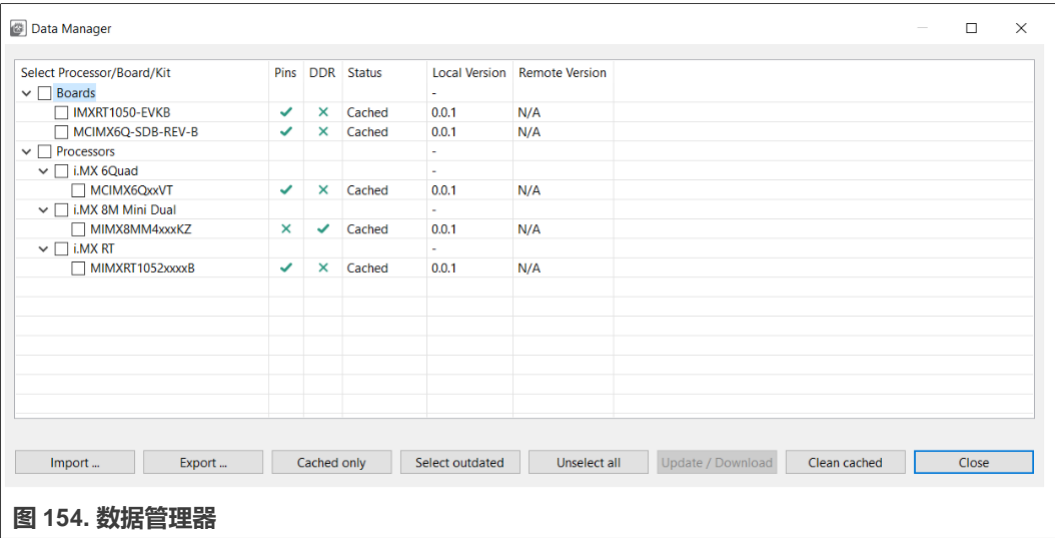 Data Manager
Select Processor/Board/Kit Pins DDR Status Local Version Remote Version
Boards -
IMXRT1050-EVKB Cached 0.0.1 N/A
MCIMX6Q-SDB-REV-B Cached 0.0.1 N/A
Processors -
i.MX 6Quad -
MCIMX6QxxVT Cached 0.0.1 N/A
i.MX 8M Mini Dual -
MIMX8MM4xxxKZ Cached 0.0.1 N/A
i.MX RT -
MIMXRT1052xxxxB Cached 0.0.1 N/A
Import ... Export ... Cached only Select outdated Unselect all Update / Download Clean cached Close
图 154. 数据管理器